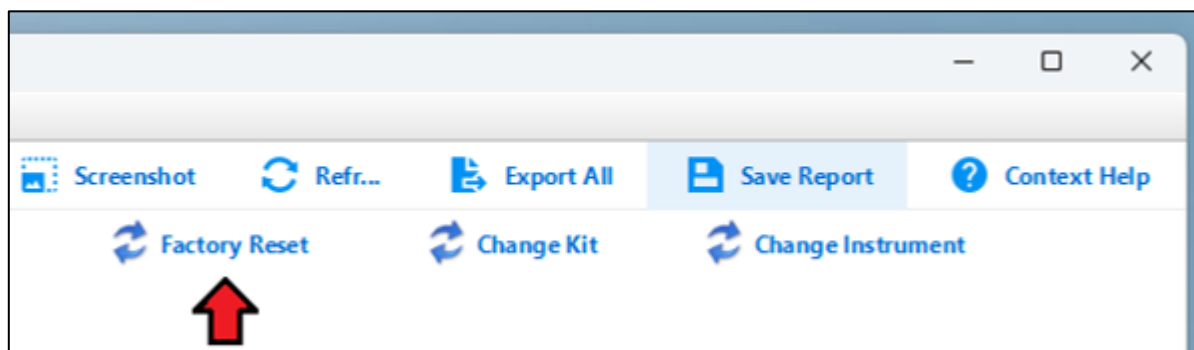 Screenshot Refr... Export All Save Report Context Help
Factory Reset Change Kit Change Instrument